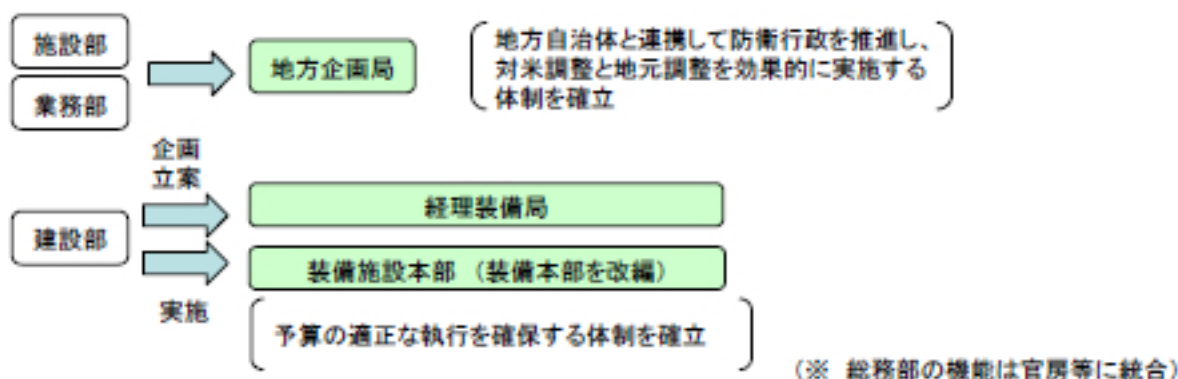 施設部
業務部
地方企画局
地方自治体と連携して防衛行政を推進し、
対米調整と地元調整を効果的に実施する
体制を確立
企画
立案
建設部
経理装備局
装備施設本部 （装備本部を改編）
実施
予算の適正な執行を確保する体制を確立
（※ 総務部の機能は官房等に統合）